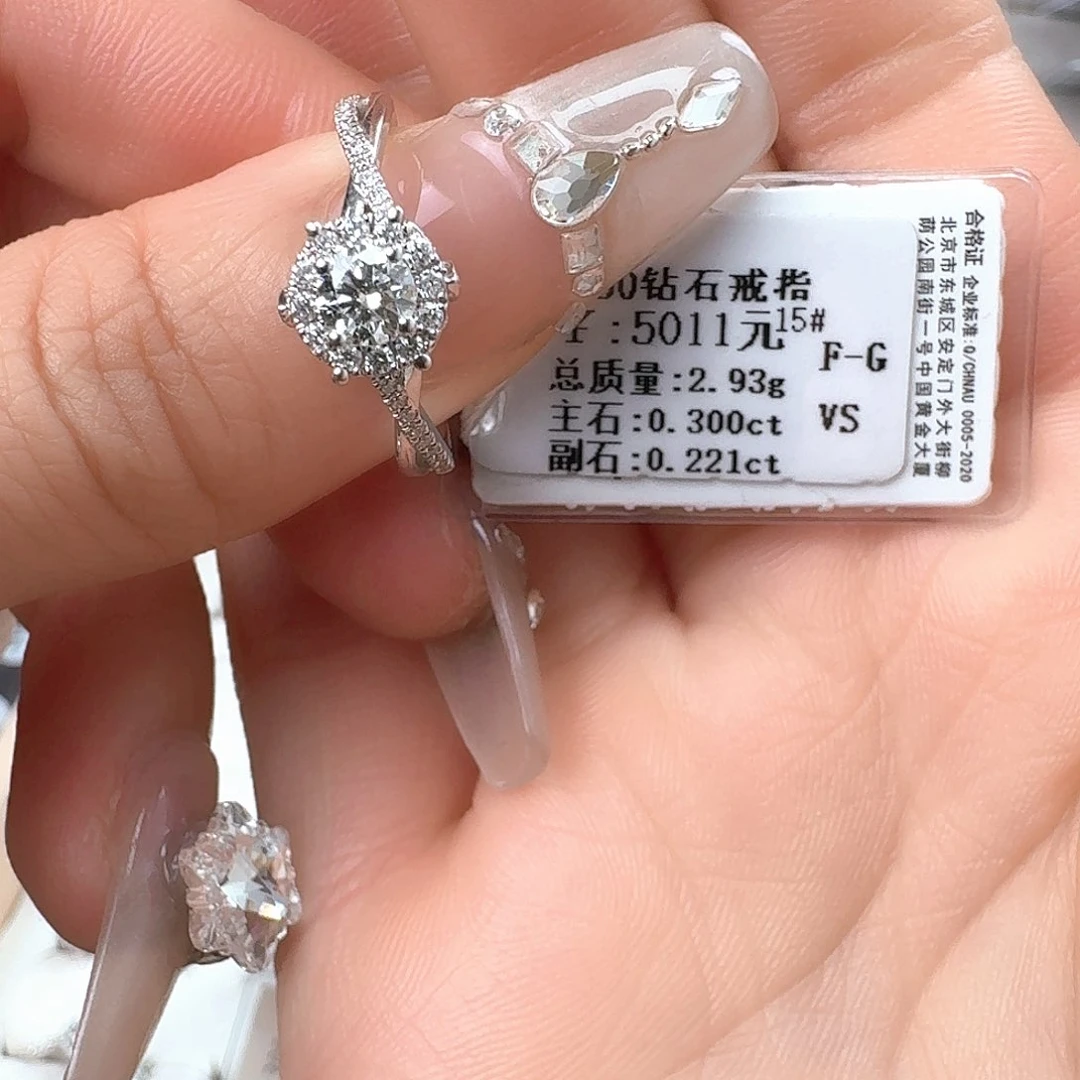 0钻石戒指
:5011元15#
总质量:2.93g
主石:0.300ct
副石:0.221ct
F-G
VS
合格证 企业标准:Q/CHNAU 0005-2020
北京市东城区安定门外大街柳
荫公园南街一号中国黄金大厦